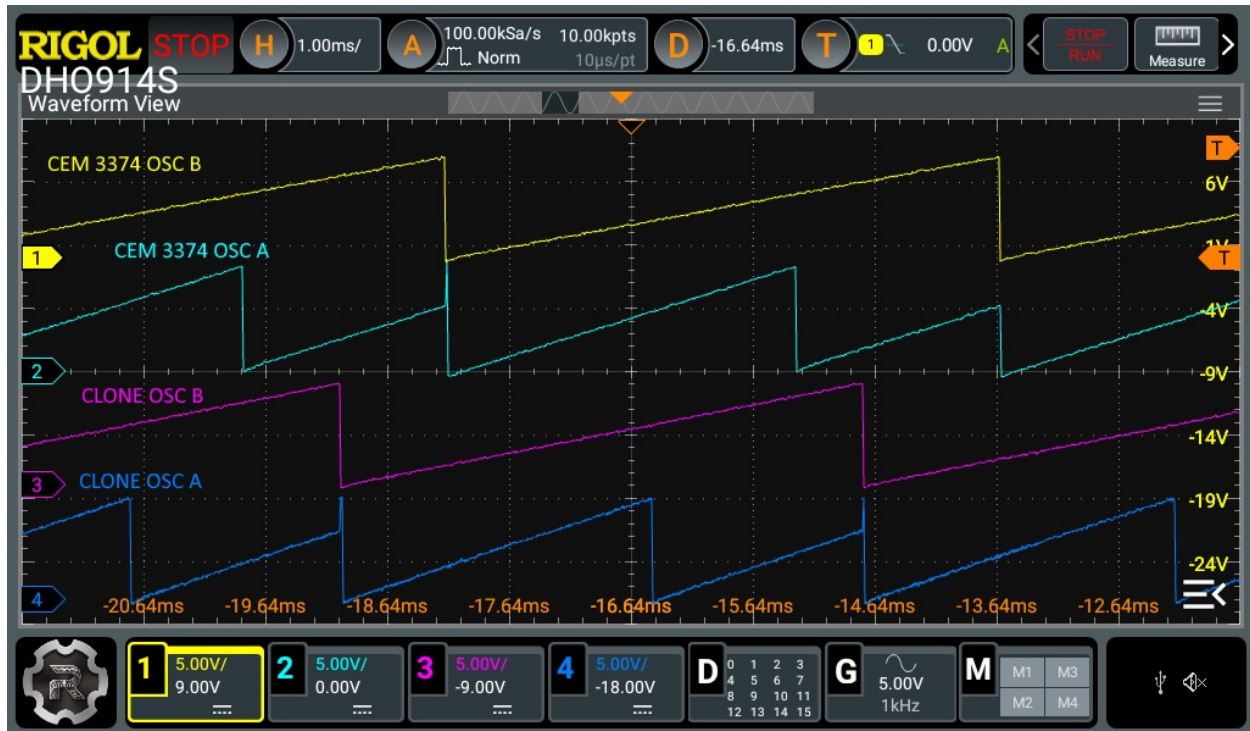 RIGOL STOP H 1.00ms/ A 100.00kSa/s 10.00kpts D -16.64ms T 1 0.00V A STOP
Norm 10µs/pt RUN Measure
DHO914S
Waveform View
T
CEM 3374 OSC B
6V
CEM 3374 OSC A
1
T
-4V
2
-9V
CLONE OSC B
-14V
3
CLONE OSC A
-19V
-24V
4 -20.64ms -19.64ms -18.64ms -17.64ms -16.64ms -15.64ms -14.64ms -13.64ms -12.64ms
1 5.00V/ 2 5.00V/ 3 5.00V/ 4 5.00V/ D 0 1 2 3 G M M1 M3
9.00V 0.00V -9.00V -18.00V 4 5 6 7 5.00V M2 M4
8 9 10 11 1kHz
12 13 14 15
R